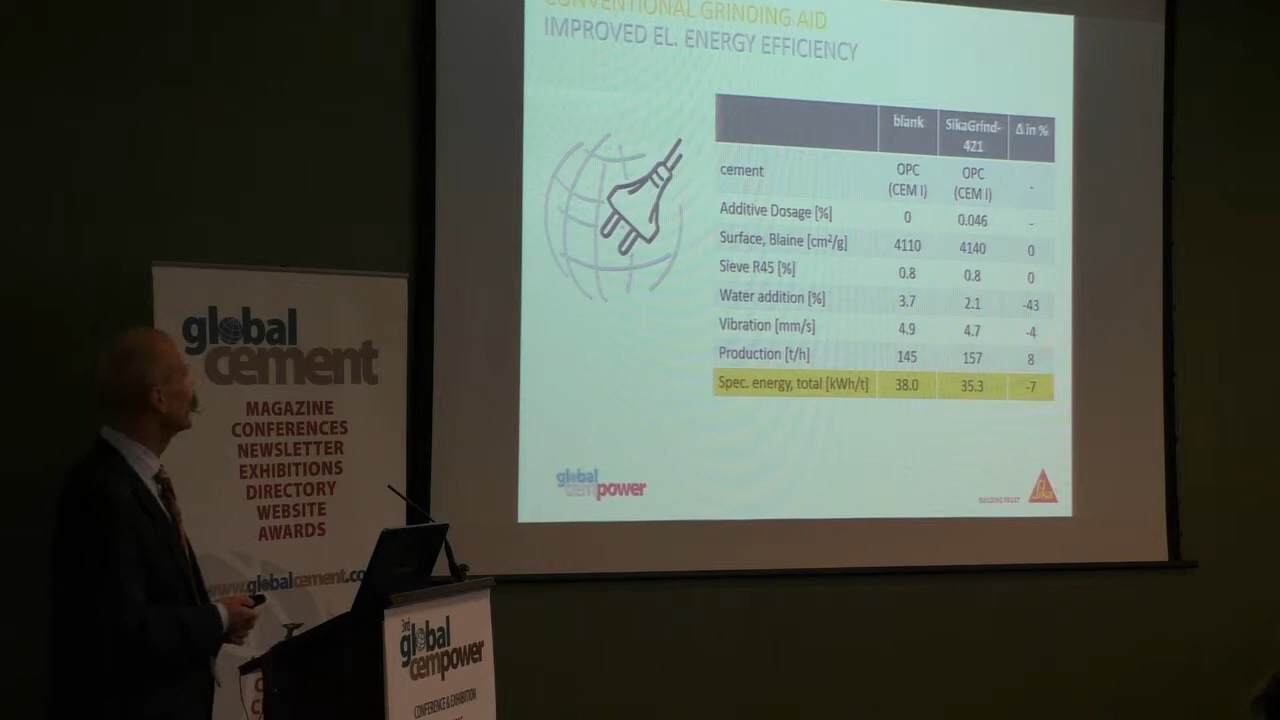 CONVENTIONAL GRINDING AID
IMPROVED EL. ENERGY EFFICIENCY
blank SikaGrind-421 Δ in %
cement OPC (CEM I) OPC (CEM I) -
Additive Dosage [%] 0 0.046 -
Surface, Blaine [cm²/g] 4110 4140 0
Sieve R45 [%] 0.8 0.8 0
Water addition [%] 3.7 2.1 -43
Vibration [mm/s] 4.9 4.7 -4
Production [t/h] 145 157 8
Spec. energy, total [kWh/t] 38.0 35.3 -7
global
cempower
BUILDING TRUST
Sika
global
cement
MAGAZINE
CONFERENCES
NEWSLETTER
EXHIBITIONS
DIRECTORY
WEBSITE
AWARDS
www.globalcement.co
3rd
global
cempower
CONFERENCE & EXHIBITION